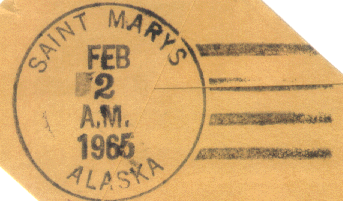 SAINT MARYS
FEB
2
A.M.
1965
ALASKA